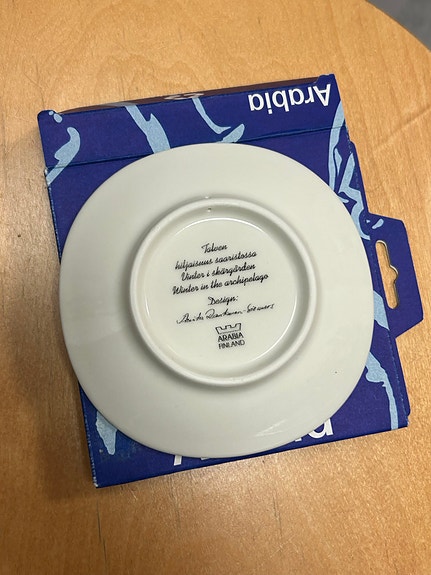 Arabia
Talven
hiljaisuus saaristossa
Vinter i skärgården
Winter in the archipelago
Design:
ARABIA
FINLAND